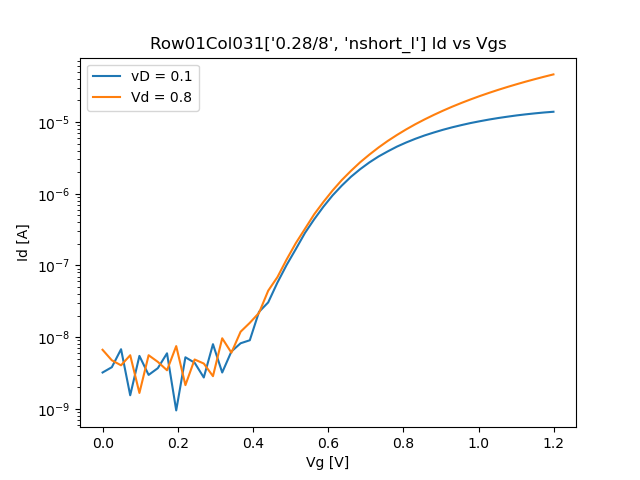 Row01Col031['0.28/8', 'nshort_l'] Id vs Vgs
vD = 0.1
Vd = 0.8
10⁻⁵
10⁻⁶
10⁻⁷
10⁻⁸
10⁻⁹
Id [A]
0.0 0.2 0.4 0.6 0.8 1.0 1.2
Vg [V]